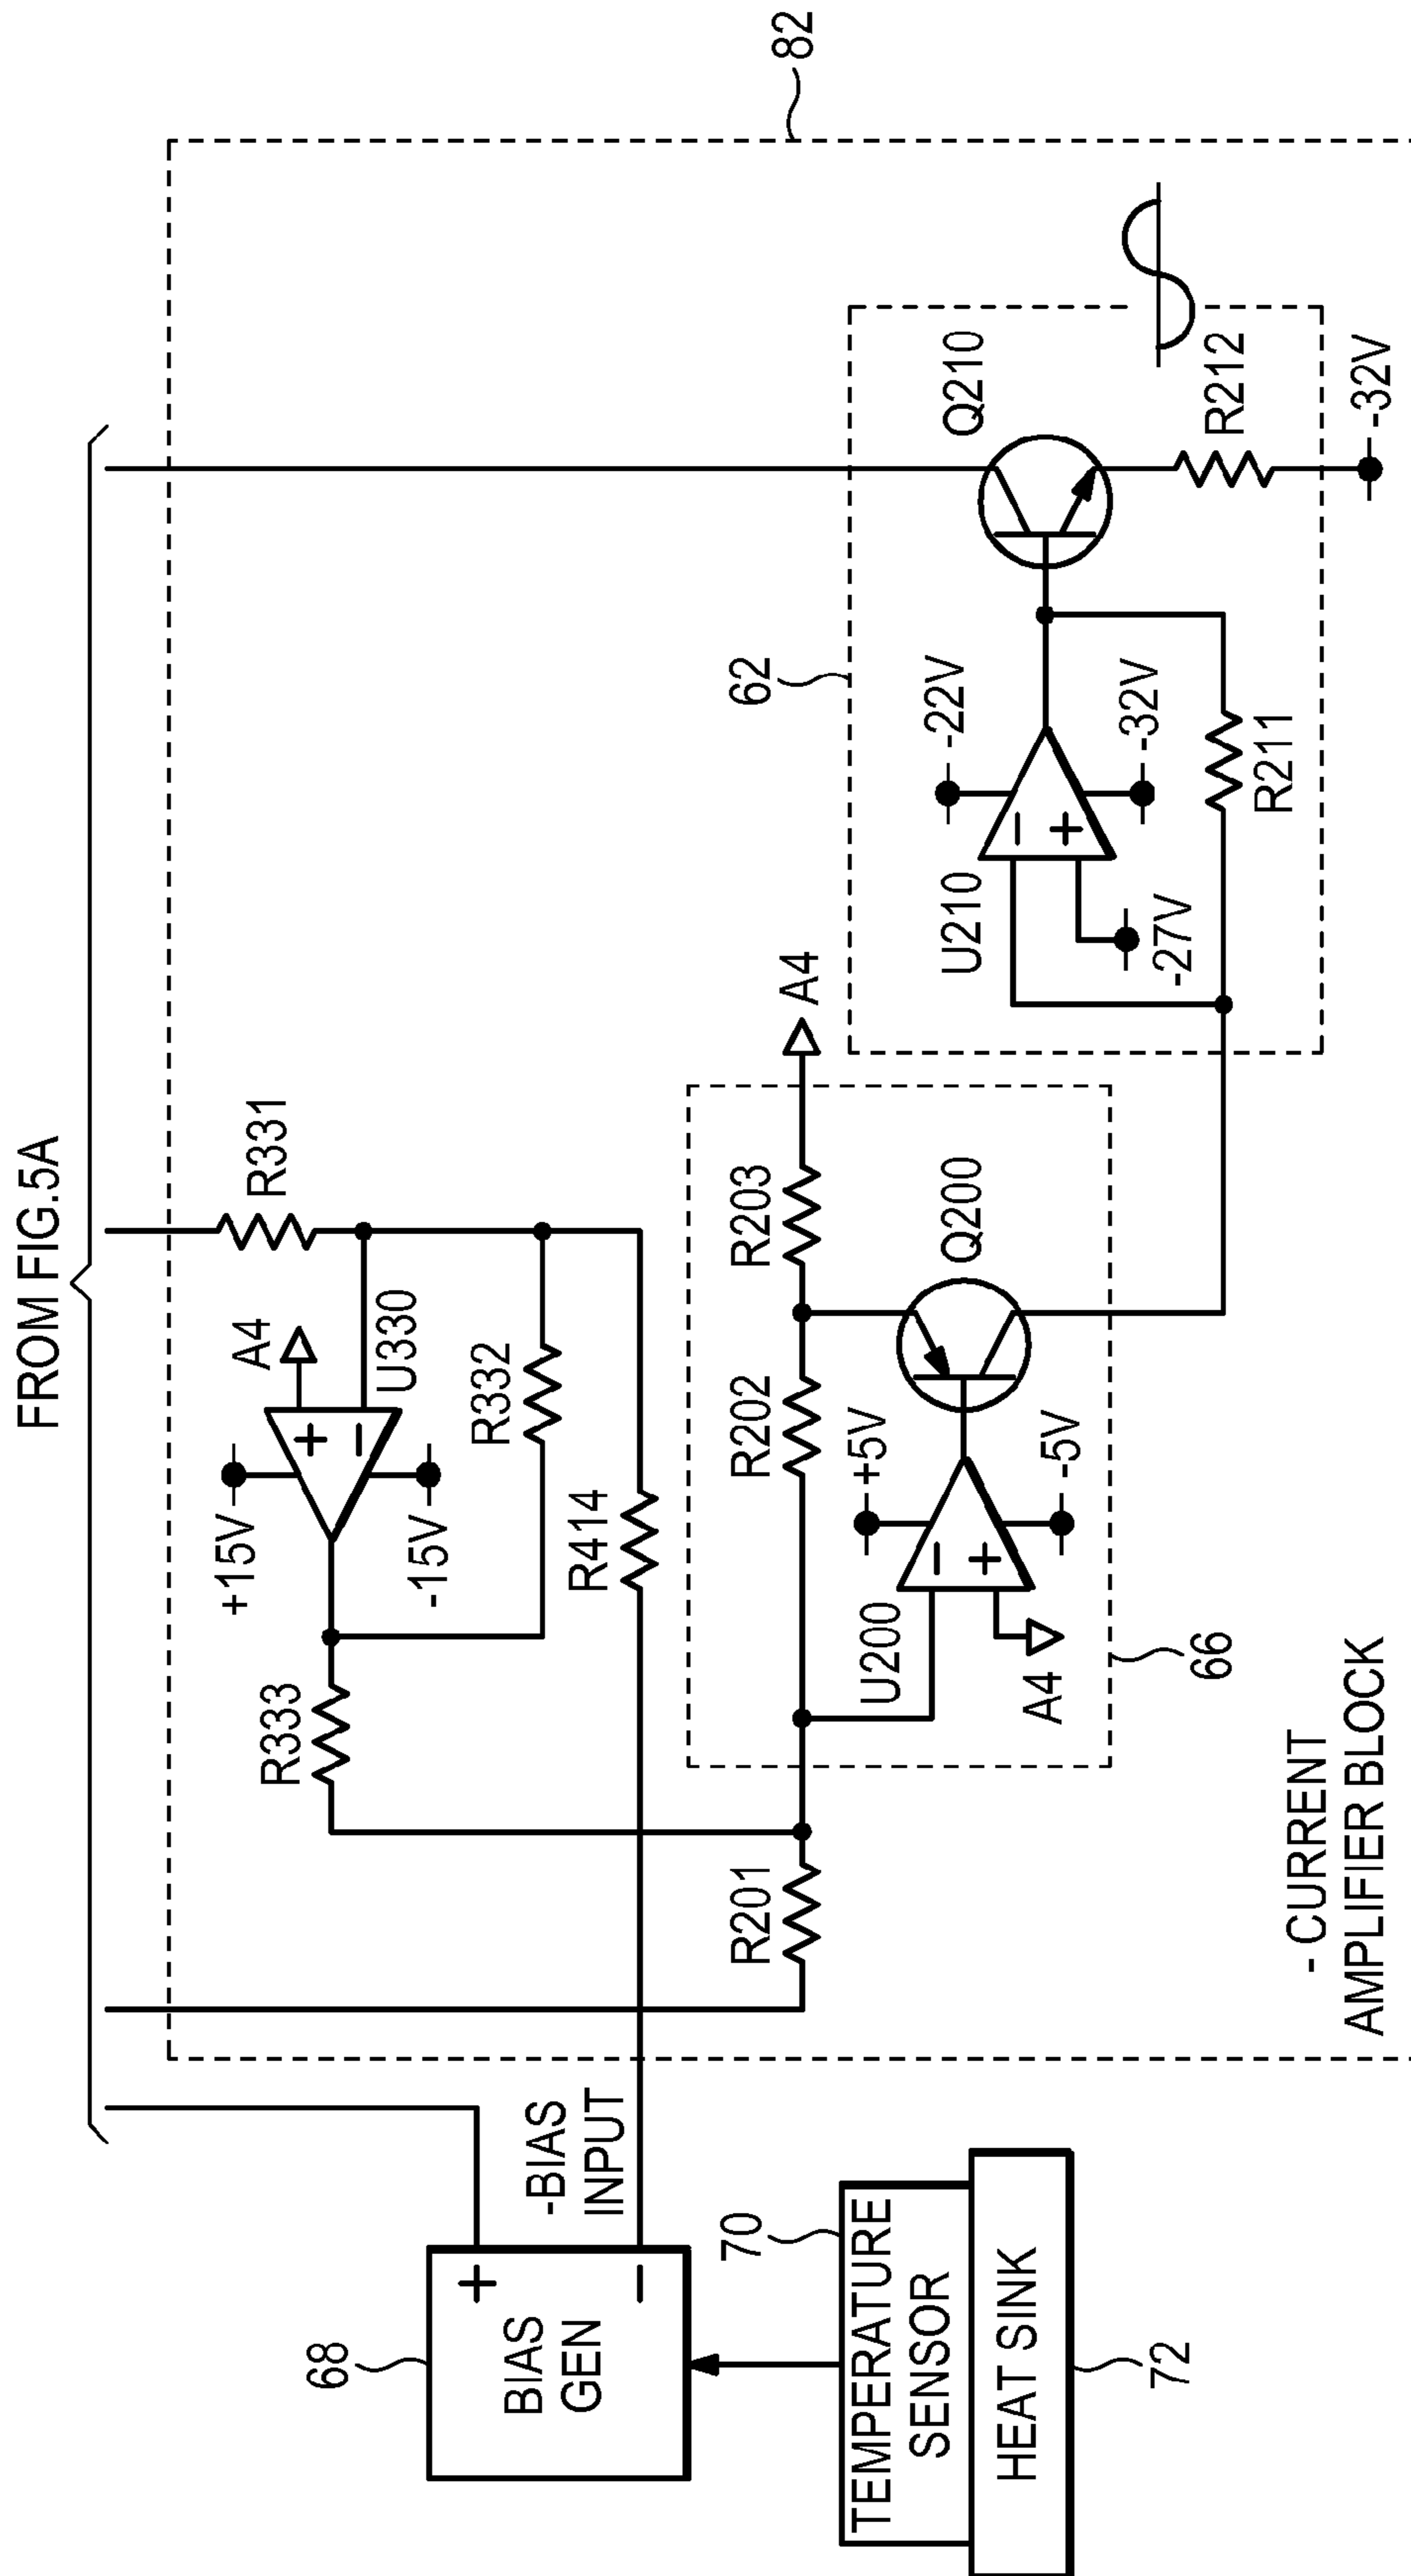 FROM FIG.5A
82
R331
A4
U330
+15V
-15V
+
−
R332
R333
R414
-BIAS
INPUT
68
+
−
BIAS
GEN
70
TEMPERATURE
SENSOR
HEAT SINK
72
R201
R202
R203
A4
U200
−
+
+5V
-5V
A4
Q200
66
62
U210
−
+
-22V
-32V
-27V
R211
Q210
R212
-32V
- CURRENT
AMPLIFIER BLOCK